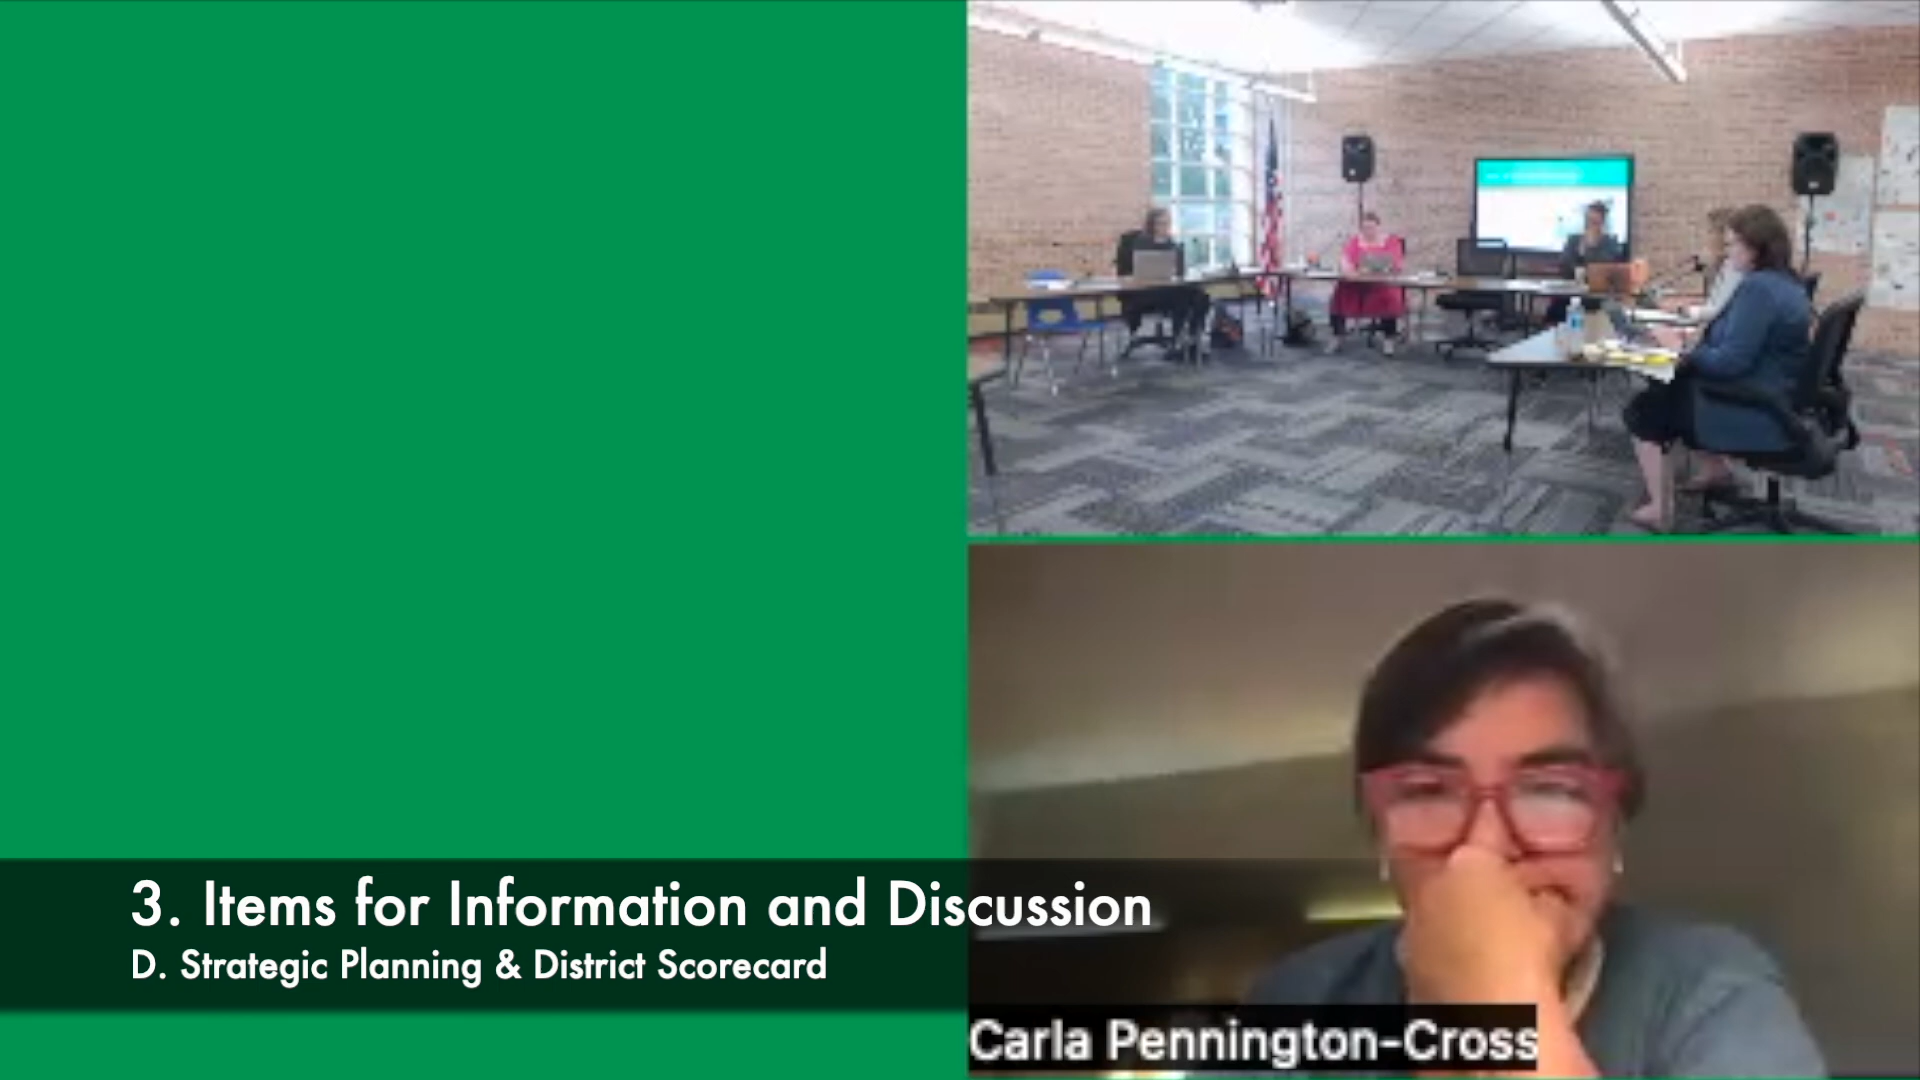 3. Items for Information and Discussion
D. Strategic Planning & District Scorecard
Carla Pennington-Cross